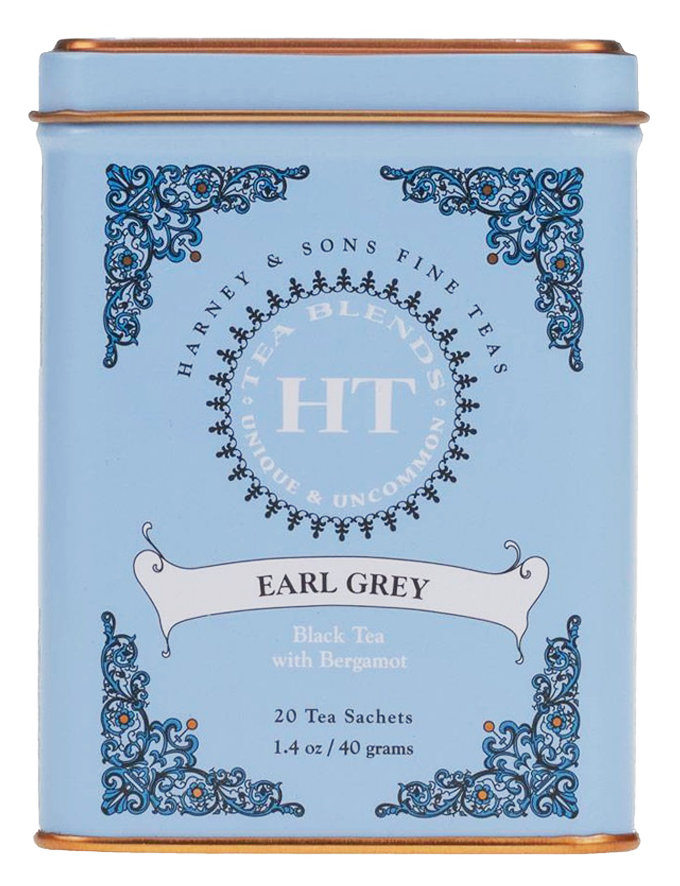 HARNEY & SONS FINE TEAS
TEA BLENDS
HT
UNIQUE & UNCOMMON
EARL GREY
Black Tea
with Bergamot
20 Tea Sachets
1.4 oz / 40 grams